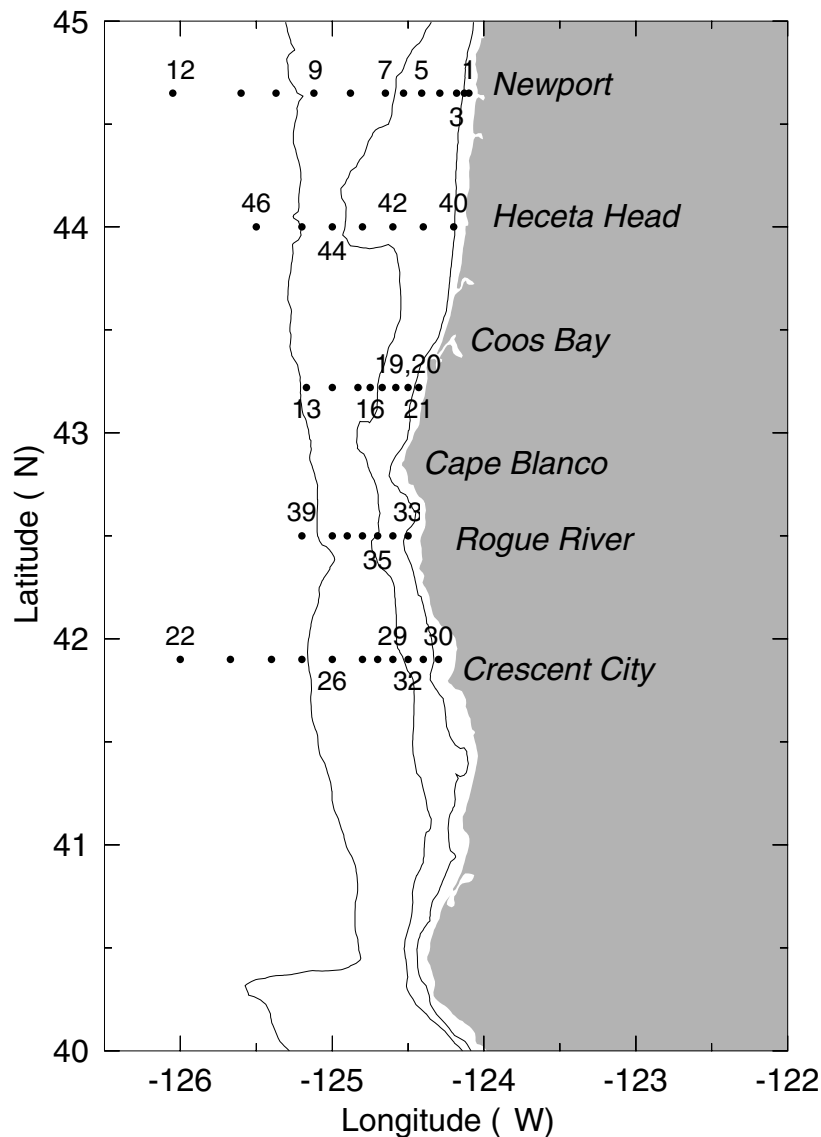 45
12 9 7 5 1
Newport
3
46 42 40
Heceta Head
44
44
Coos Bay
19,20
13 16 21
43
Cape Blanco
39 33
Rogue River
35
42
22 29 30
Crescent City
26 32
41
40
-126 -125 -124 -123 -122
Longitude ( W)
Latitude ( N)